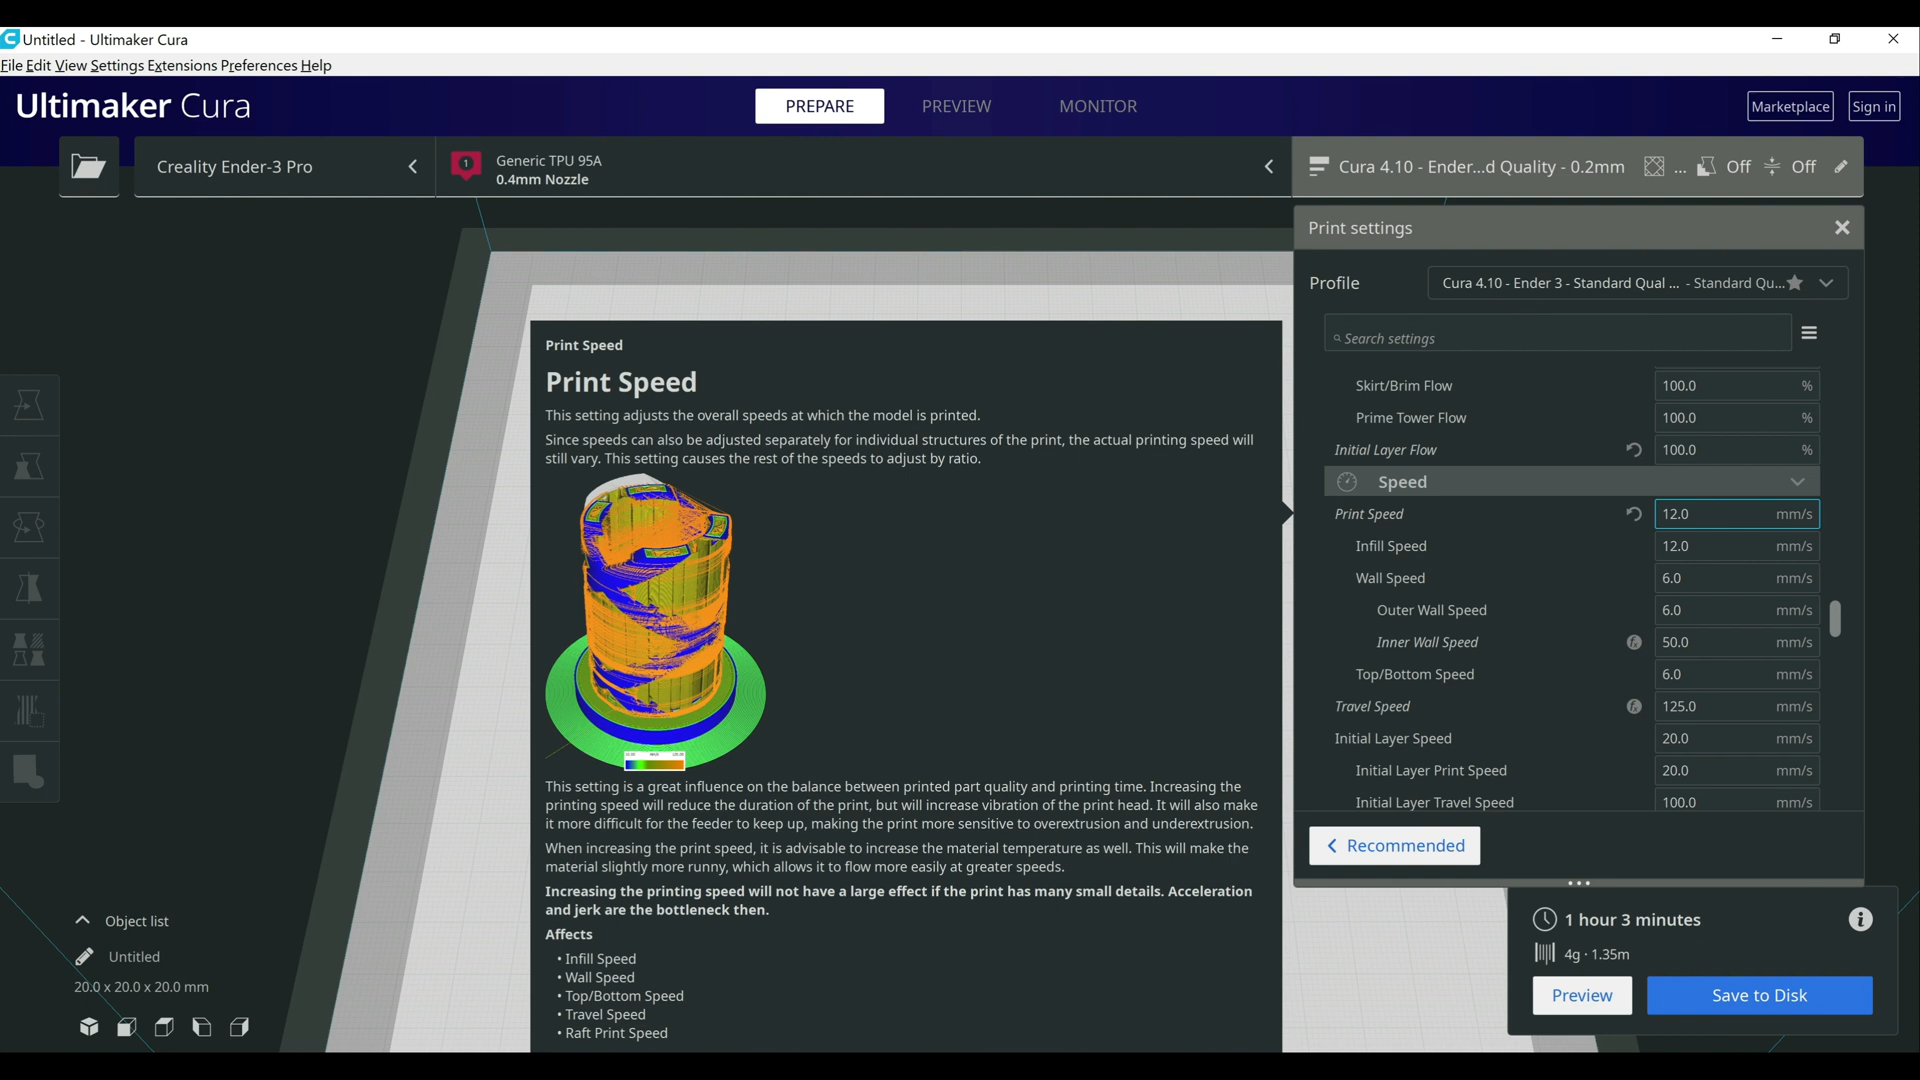 Untitled - Ultimaker Cura
File Edit View Settings Extensions Preferences Help
Ultimaker Cura
PREPARE
PREVIEW
MONITOR
Marketplace
Sign in
Creality Ender-3 Pro
1
Generic TPU 95A
0.4mm Nozzle
Cura 4.10 - Ender...d Quality - 0.2mm
...
Off
Off
Print settings
Profile
Cura 4.10 - Ender 3 - Standard Qual ... - Standard Qu...
Search settings
Skirt/Brim Flow 100.0 %
Prime Tower Flow 100.0 %
Initial Layer Flow 100.0 %
Speed
Print Speed 12.0 mm/s
Infill Speed 12.0 mm/s
Wall Speed 6.0 mm/s
Outer Wall Speed 6.0 mm/s
Inner Wall Speed 50.0 mm/s
Top/Bottom Speed 6.0 mm/s
Travel Speed 125.0 mm/s
Initial Layer Speed 20.0 mm/s
Initial Layer Print Speed 20.0 mm/s
Initial Layer Travel Speed 100.0 mm/s
Recommended
Print Speed
Print Speed
This setting adjusts the overall speeds at which the model is printed.
Since speeds can also be adjusted separately for individual structures of the print, the actual printing speed will
still vary. This setting causes the rest of the speeds to adjust by ratio.
This setting is a great influence on the balance between printed part quality and printing time. Increasing the
printing speed will reduce the duration of the print, but will increase vibration of the print head. It will also make
it more difficult for the feeder to keep up, making the print more sensitive to overextrusion and underextrusion.
When increasing the print speed, it is advisable to increase the material temperature as well. This will make the
material slightly more runny, which allows it to flow more easily at greater speeds.
Increasing the printing speed will not have a large effect if the print has many small details. Acceleration
and jerk are the bottleneck then.
Affects
• Infill Speed
• Wall Speed
• Top/Bottom Speed
• Travel Speed
• Raft Print Speed
Object list
Untitled
20.0 x 20.0 x 20.0 mm
1 hour 3 minutes
4g · 1.35m
Preview
Save to Disk